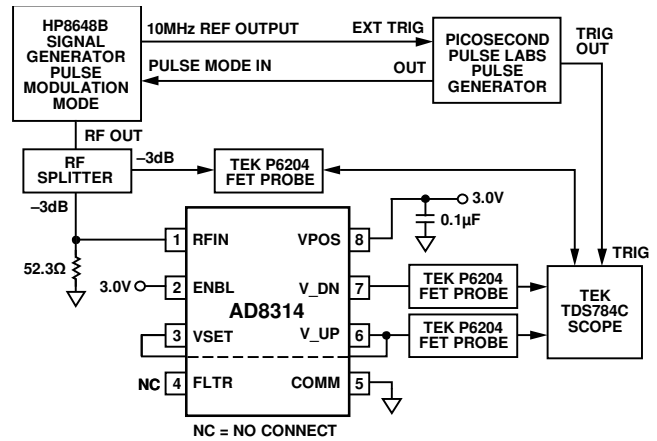 HP8648B
SIGNAL
GENERATOR
PULSE
MODULATION
MODE
10MHz REF OUTPUT
EXT TRIG
PULSE MODE IN
OUT
PICOSECOND
PULSE LABS
PULSE
GENERATOR
TRIG
OUT
RF OUT
RF
SPLITTER
–3dB
–3dB
TEK P6204
FET PROBE
3.0V
0.1µF
52.3Ω
3.0V
1 RFIN
VPOS 8
2 ENBL
V_DN 7
AD8314
3 VSET
V_UP 6
NC 4 FLTR
COMM 5
TEK P6204
FET PROBE
TEK P6204
FET PROBE
TRIG
TEK
TDS784C
SCOPE
NC = NO CONNECT